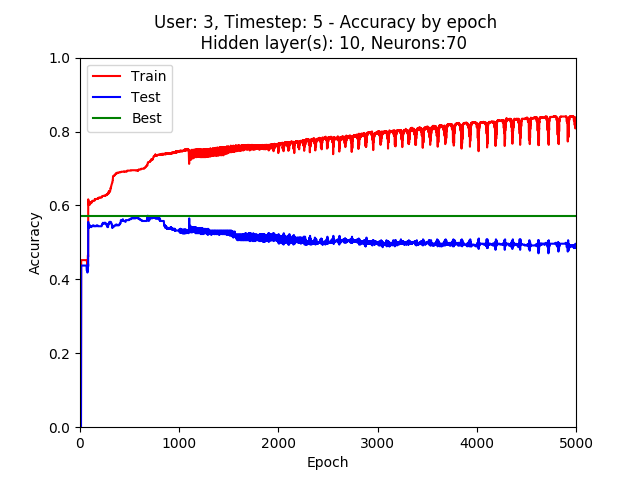 User: 3, Timestep: 5 - Accuracy by epoch
Hidden layer(s): 10, Neurons:70
Train
Test
Best
1.0
0.8
0.6
0.4
0.2
0.0
Accuracy
0 1000 2000 3000 4000 5000
Epoch